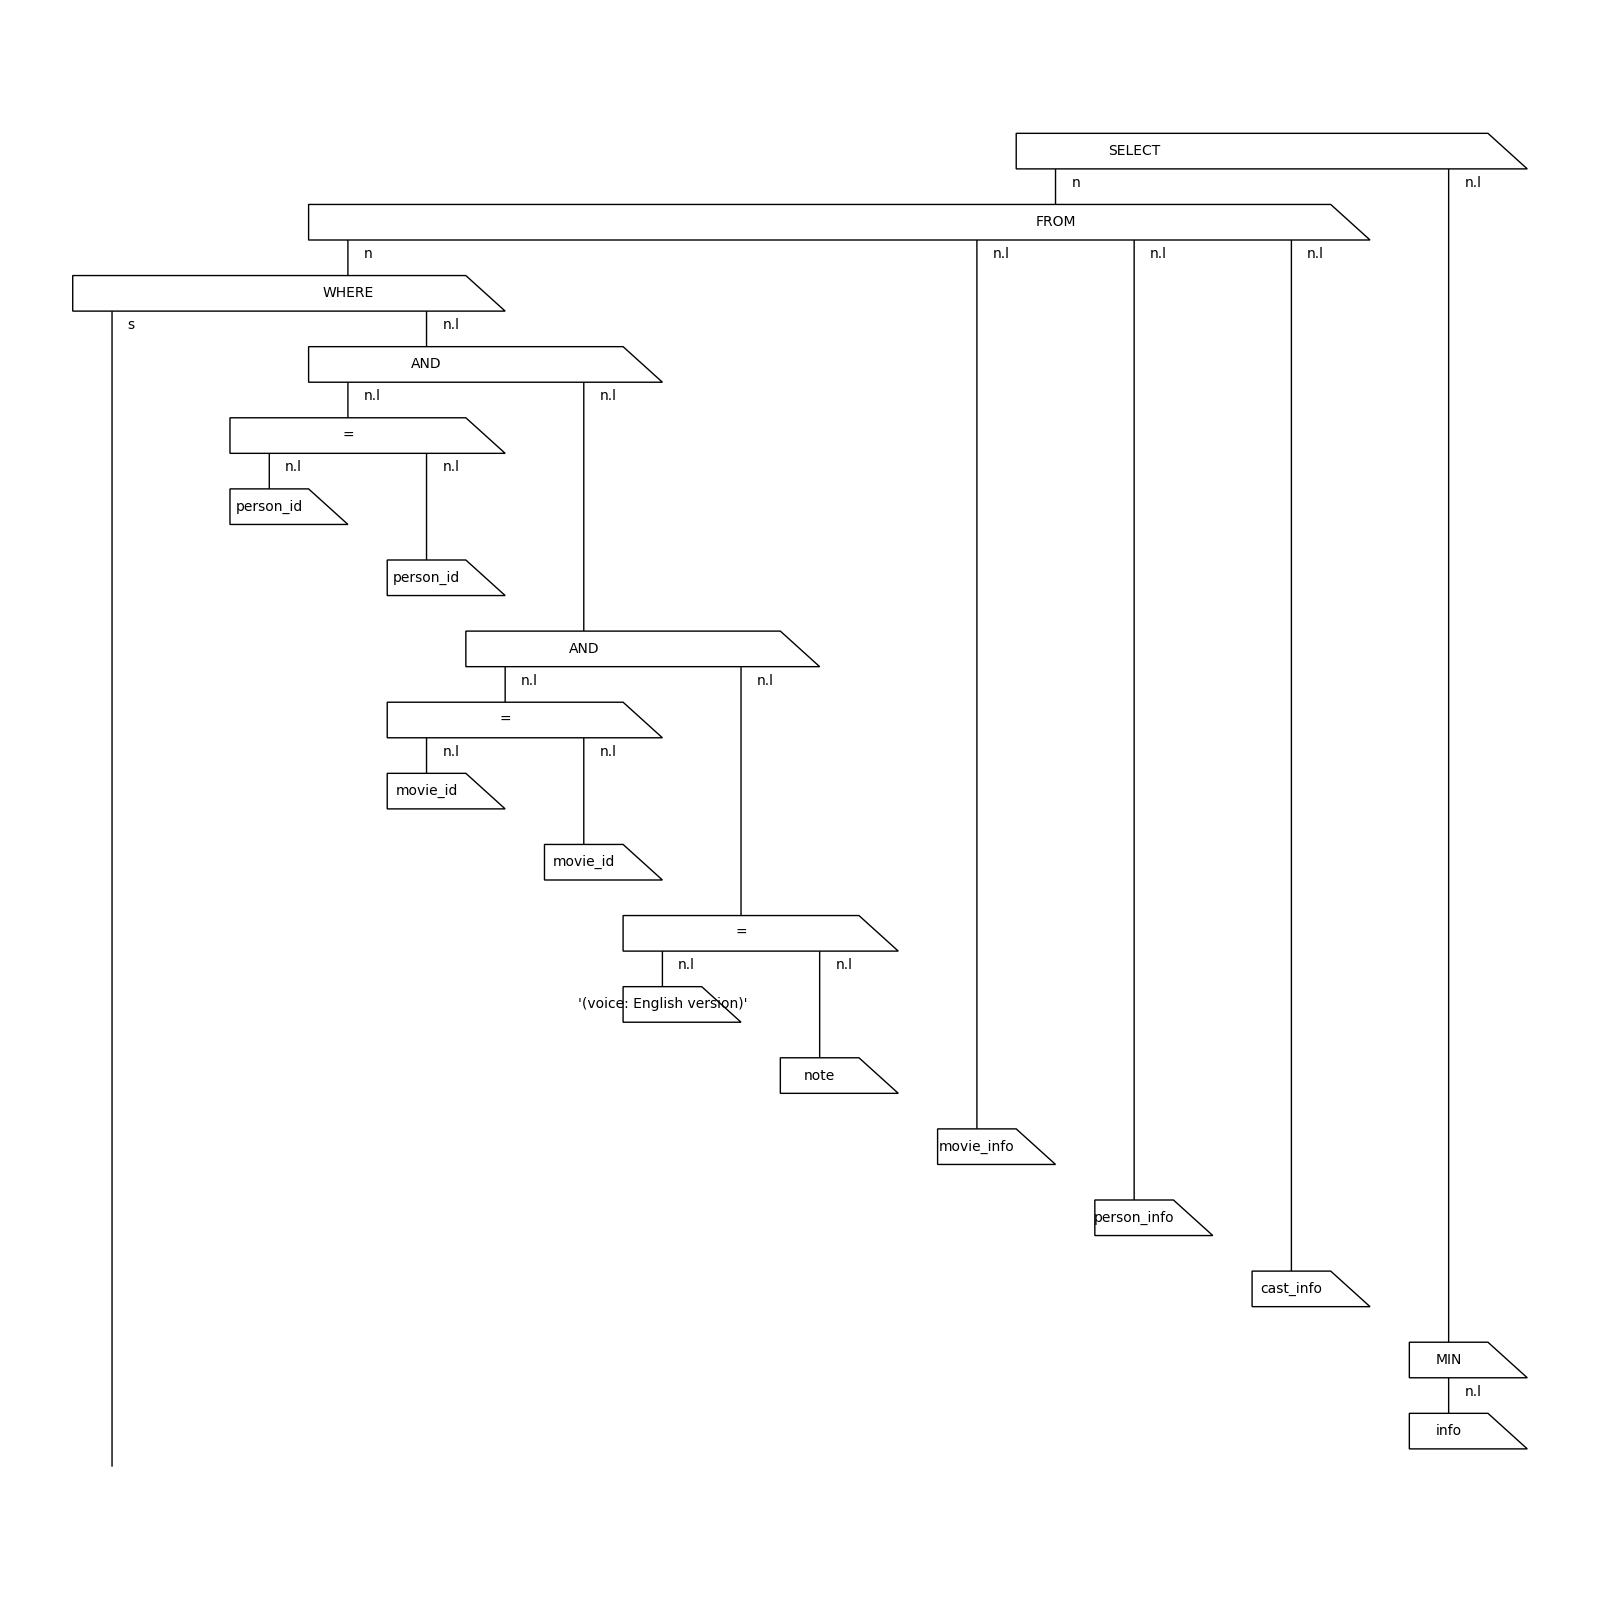 SELECT
n n.l
FROM
n n.l n.l n.l
WHERE
s n.l
AND
n.l n.l
=
n.l n.l
person_id
person_id
AND
n.l n.l
=
n.l n.l
movie_id
movie_id
=
n.l n.l
'(voice: English version)'
note
movie_info
person_info
cast_info
MIN
n.l
info